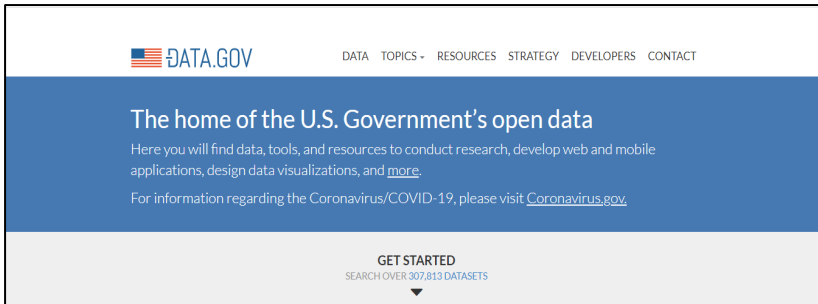 DATA.GOV
DATA TOPICS RESOURCES STRATEGY DEVELOPERS CONTACT
The home of the U.S. Government's open data
Here you will find data, tools, and resources to conduct research, develop web and mobile
applications, design data visualizations, and more.
For information regarding the Coronavirus/COVID-19, please visit Coronavirus.gov.
GET STARTED
SEARCH OVER 307,813 DATASETS